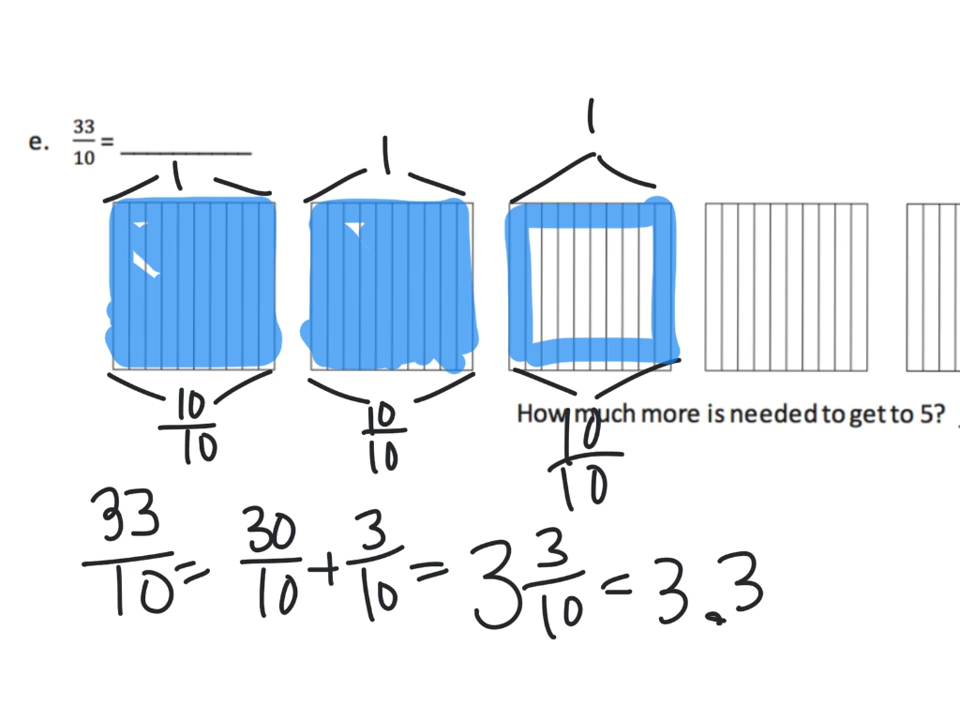 1
1
e. 33/10 = __________
1
10/10
10/10
How much more is needed to get to 5?
10/10
33/10 = 30/10 + 3/10 = 3 3/10 = 3.3